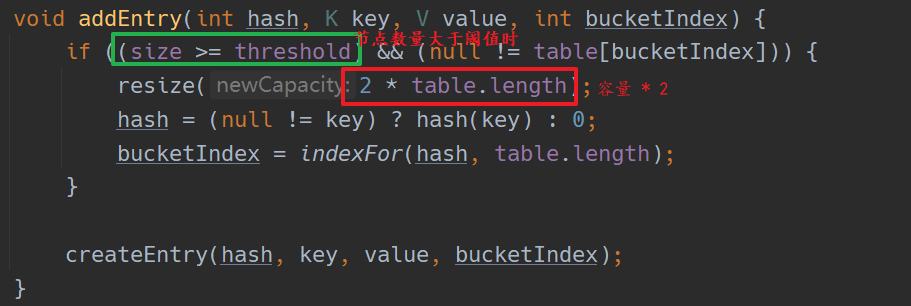 void addEntry(int hash, K key, V value, int bucketIndex) {
if ((size >= threshold) && (null != table[bucketIndex])) { 节点数量大于阈值时
resize( newCapacity: 2 * table.length); 容量 * 2
hash = (null != key) ? hash(key) : 0;
bucketIndex = indexFor(hash, table.length);
}
createEntry(hash, key, value, bucketIndex);
}